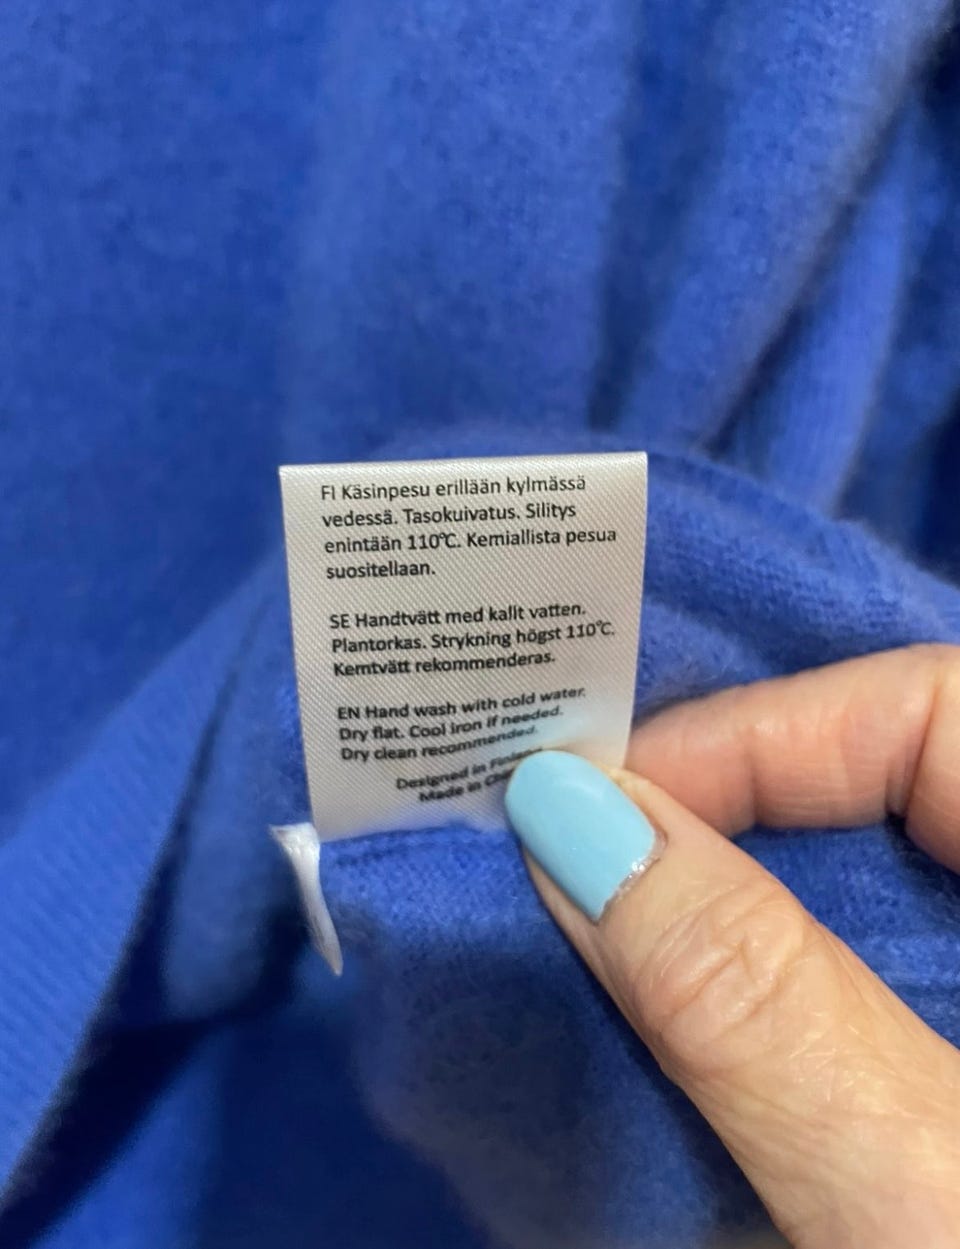 FI Käsinpesu erillään kylmässä
vedessä. Tasokuivatus. Silitys
enintään 110℃. Kemiallista pesua
suositellaan.
SE Handtvätt med kallt vatten.
Plantorkas. Strykning högst 110℃.
Kemtvätt rekommenderas.
EN Hand wash with cold water.
Dry flat. Cool iron if needed.
Dry clean recommended.
Designed in Finland
Made in